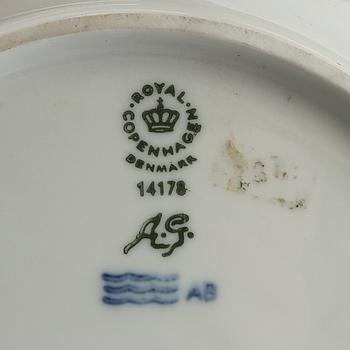 ROYAL COPENHAGEN
DENMARK
14178
A.G.
AB